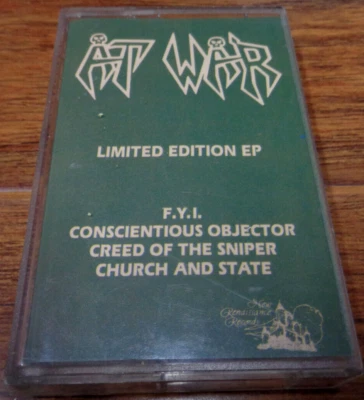 AT WAR
LIMITED EDITION EP
F.Y.I.
CONSCIENTIOUS OBJECTOR
CREED OF THE SNIPER
CHURCH AND STATE
New
Renaissance
Records